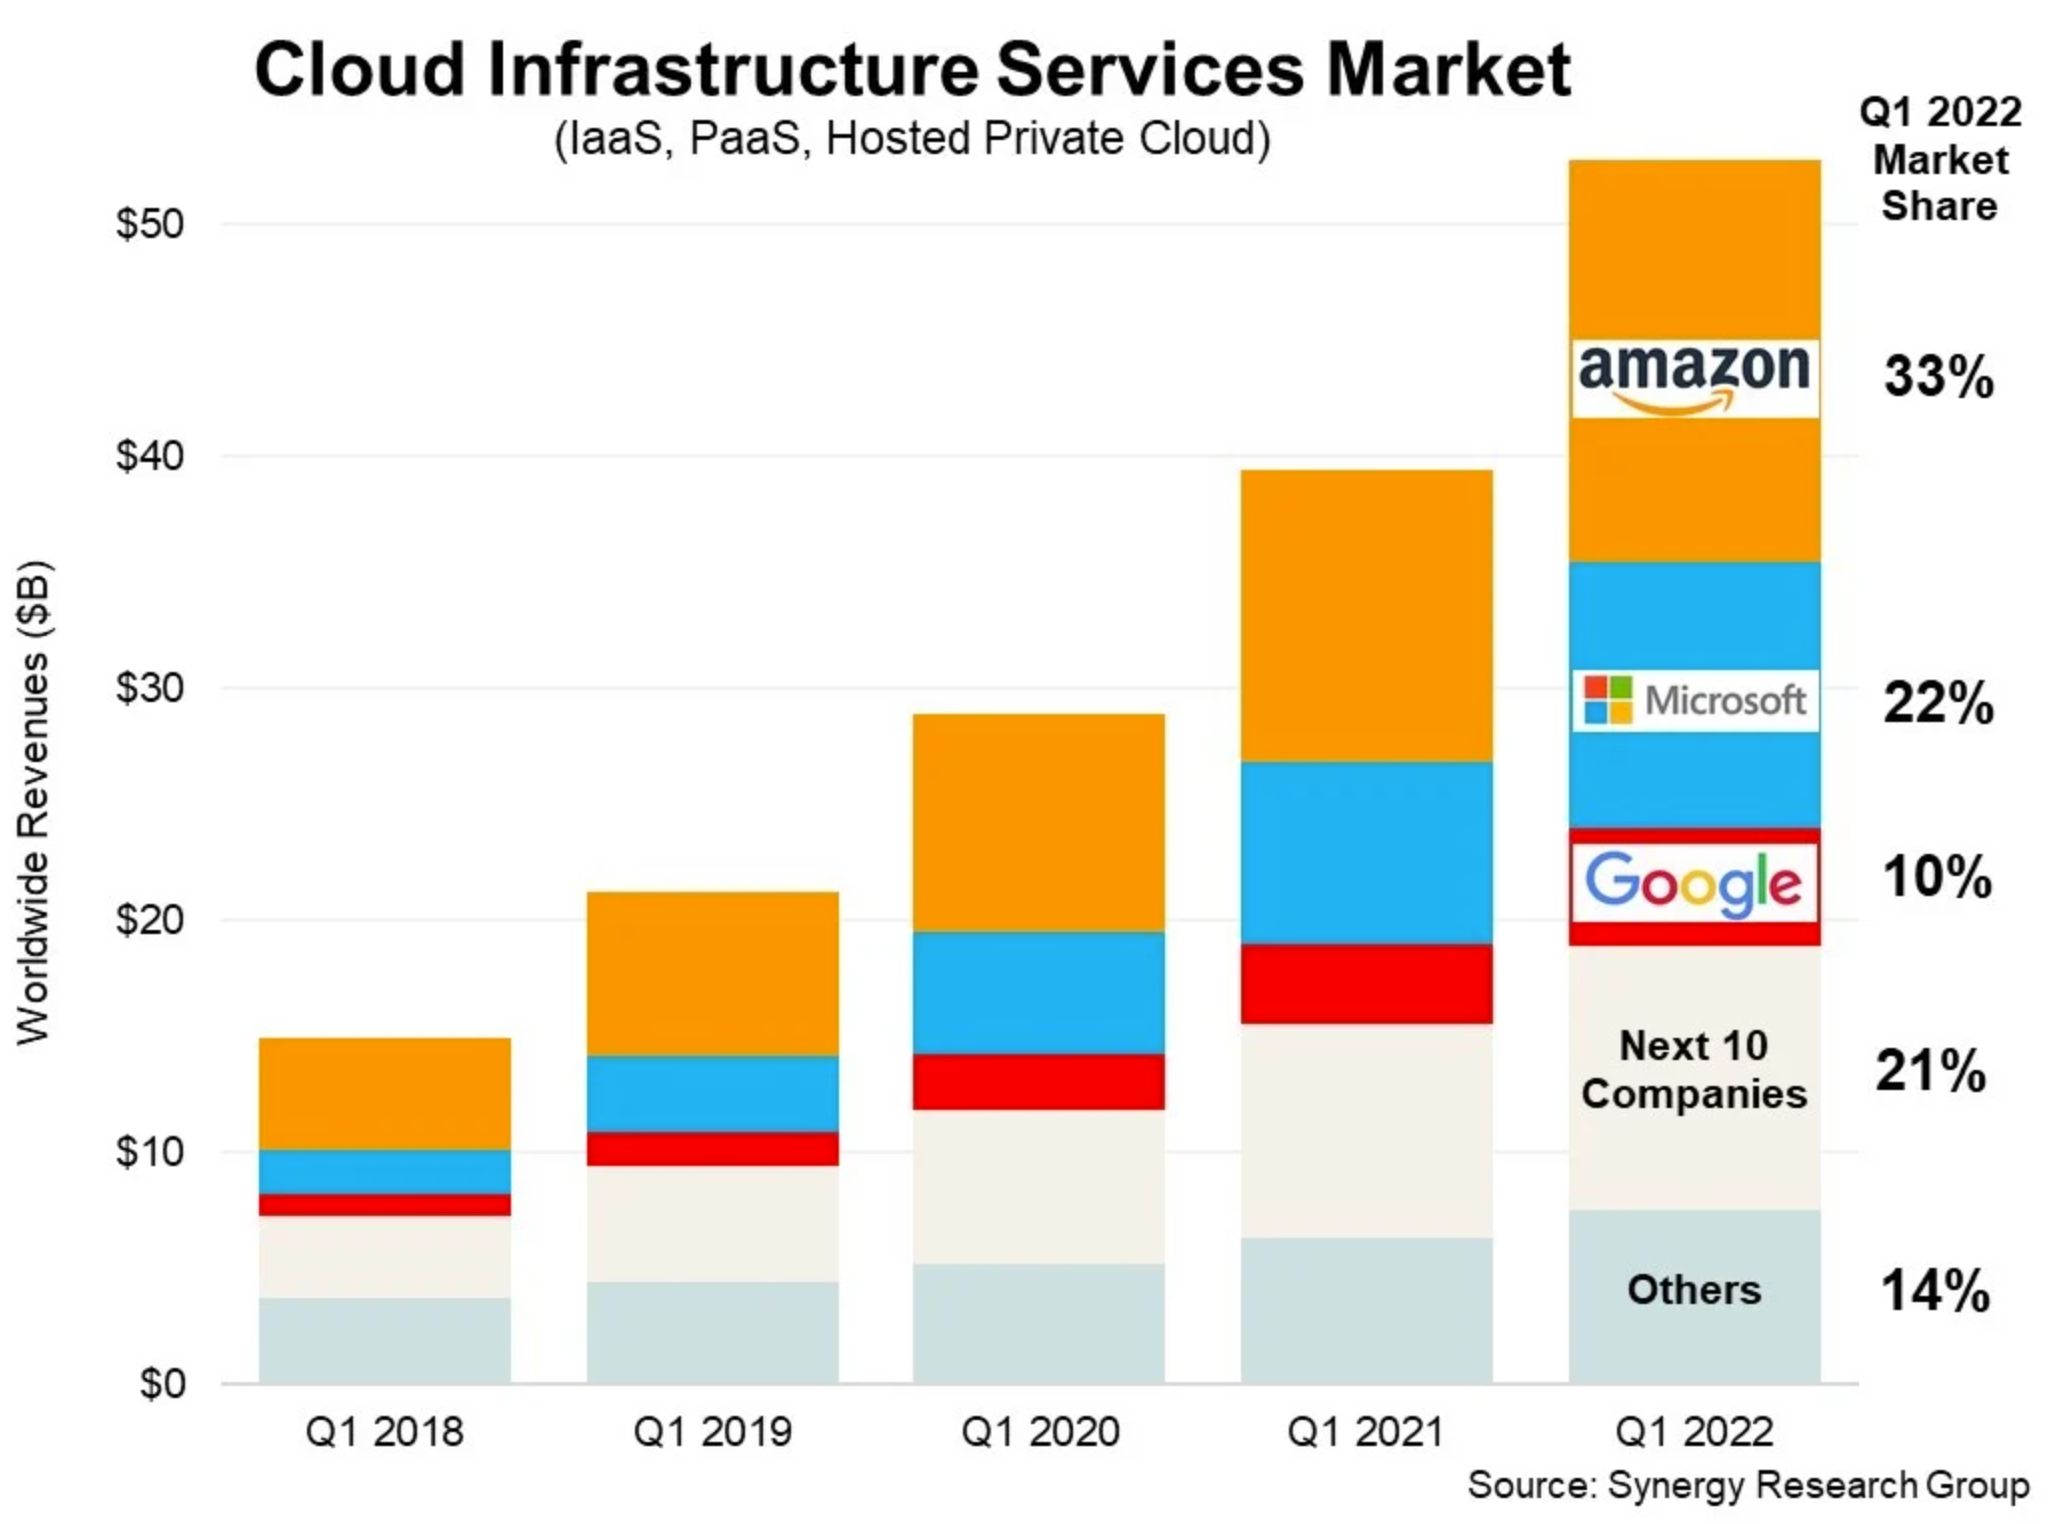 Cloud Infrastructure Services Market
(IaaS, PaaS, Hosted Private Cloud)
Q1 2022
Market
Share
$50
$40
$30
$20
$10
$0
Worldwide Revenues ($B)
amazon
33%
Microsoft
22%
Google
10%
Next 10
Companies
21%
Others
14%
Q1 2018
Q1 2019
Q1 2020
Q1 2021
Q1 2022
Source: Synergy Research Group